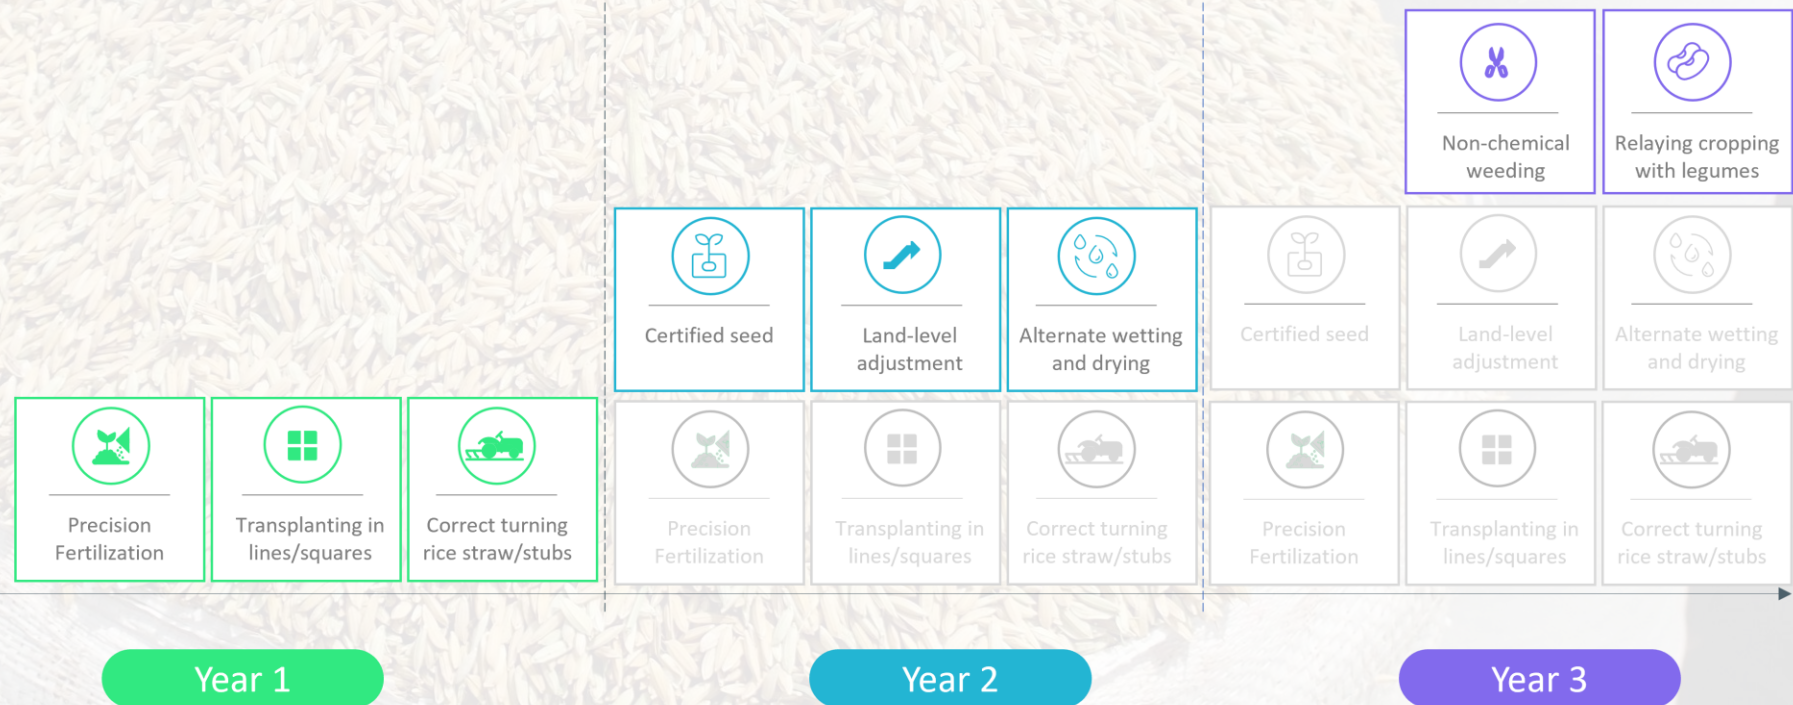 Non-chemical
weeding
Relaying cropping
with legumes
Certified seed
Land-level
adjustment
Alternate wetting
and drying
Certified seed
Land-level
adjustment
Alternate wetting
and drying
Precision
Fertilization
Transplanting in
lines/squares
Correct turning
rice straw/stubs
Precision
Fertilization
Transplanting in
lines/squares
Correct turning
rice straw/stubs
Precision
Fertilization
Transplanting in
lines/squares
Correct turning
rice straw/stubs
Year 1
Year 2
Year 3